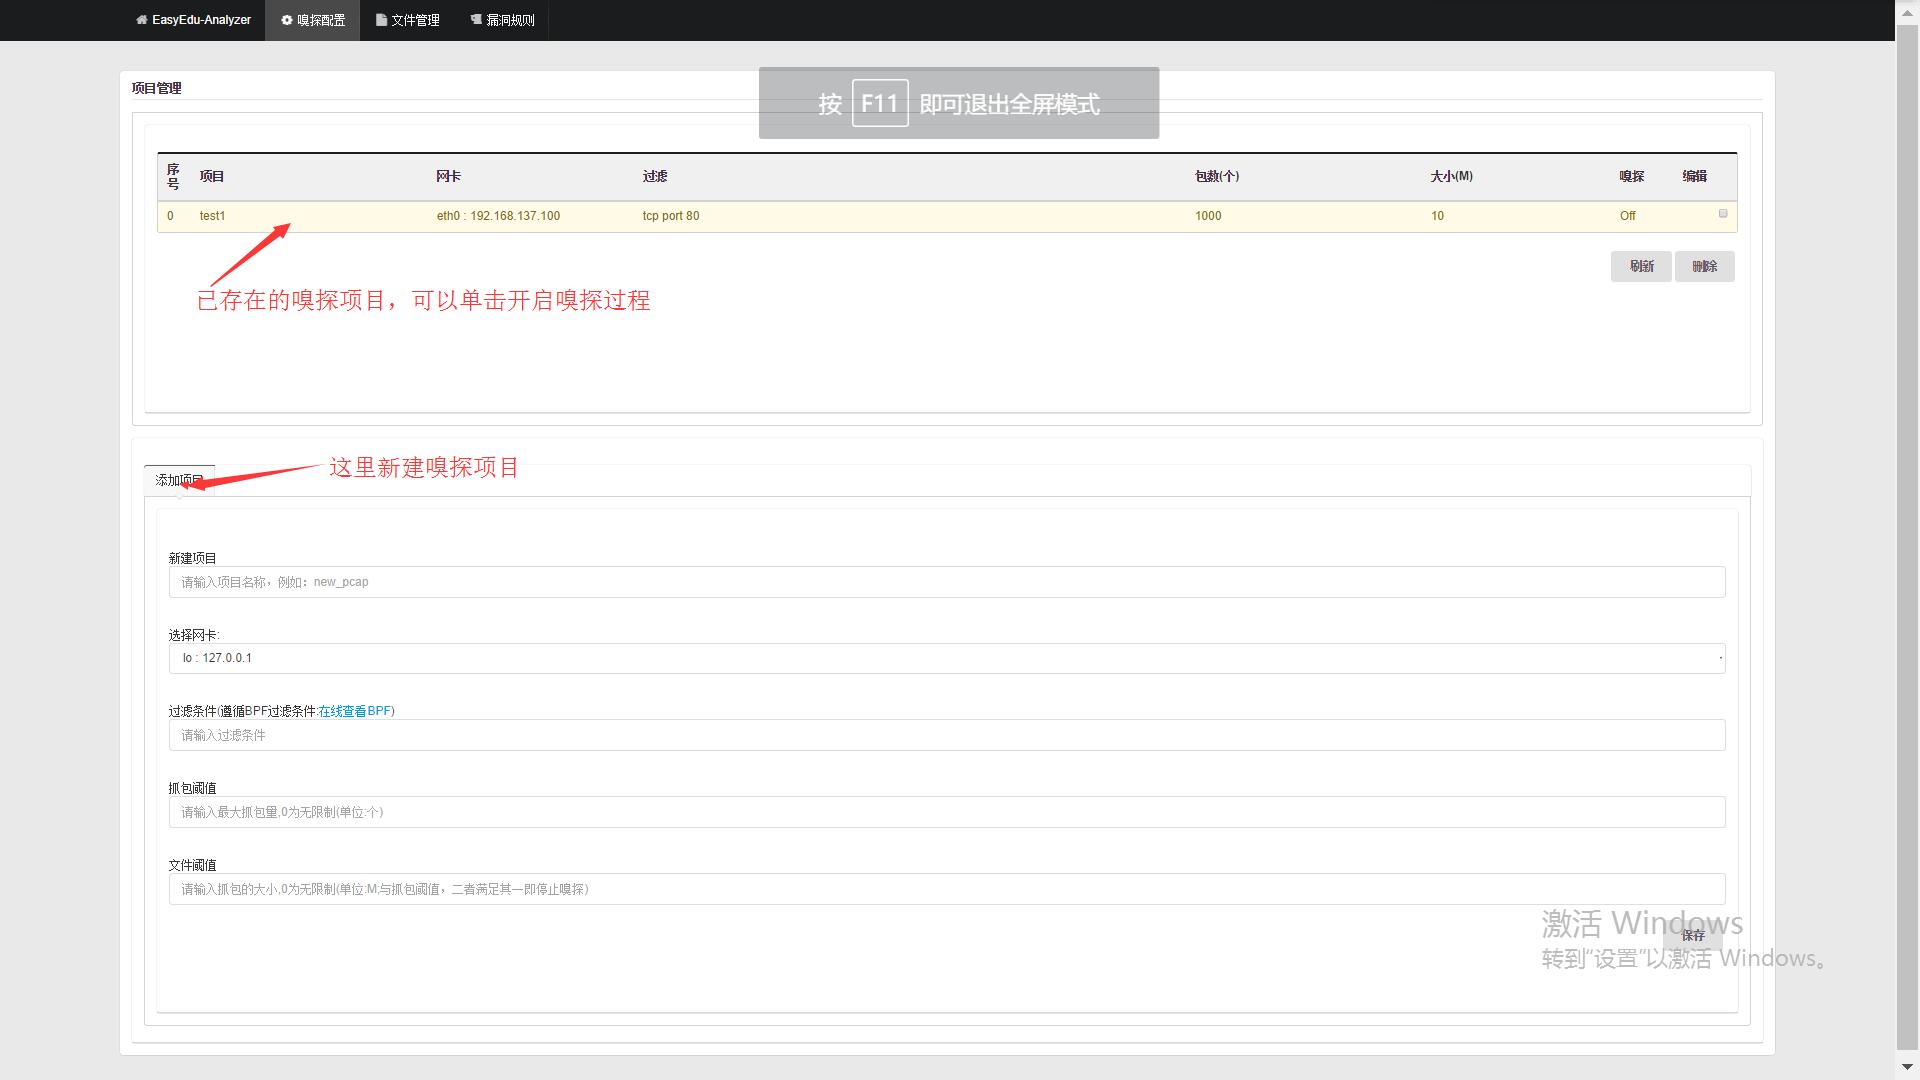 EasyEdu-Analyzer 嗅探配置 文件管理 漏洞规则
项目管理
按 F11 即可退出全屏模式
序号 项目 网卡 过滤 包数(个) 大小(M) 嗅探 编辑
0 test1 eth0 : 192.168.137.100 tcp port 80 1000 10 Off
刷新 删除
已存在的嗅探项目，可以单击开启嗅探过程
这里新建嗅探项目
添加项目
新建项目
请输入项目名称，例如：new_pcap
选择网卡:
lo : 127.0.0.1
过滤条件(遵循BPF过滤条件:在线查看BPF)
请输入过滤条件
抓包阈值
请输入最大抓包量,0为无限制(单位:个)
文件阈值
请输入抓包的大小,0为无限制(单位:M;与抓包阈值，二者满足其一即停止嗅探)
保存
激活 Windows
转到“设置”以激活 Windows。